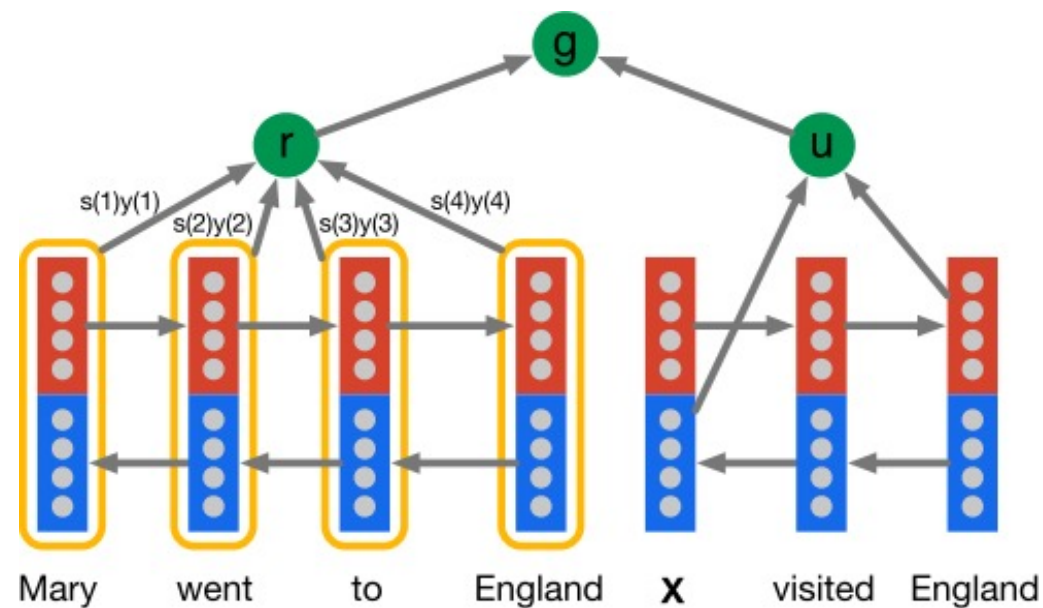 g
r
u
s(1)y(1)
s(2)y(2)
s(3)y(3)
s(4)y(4)
Mary went to England X visited England